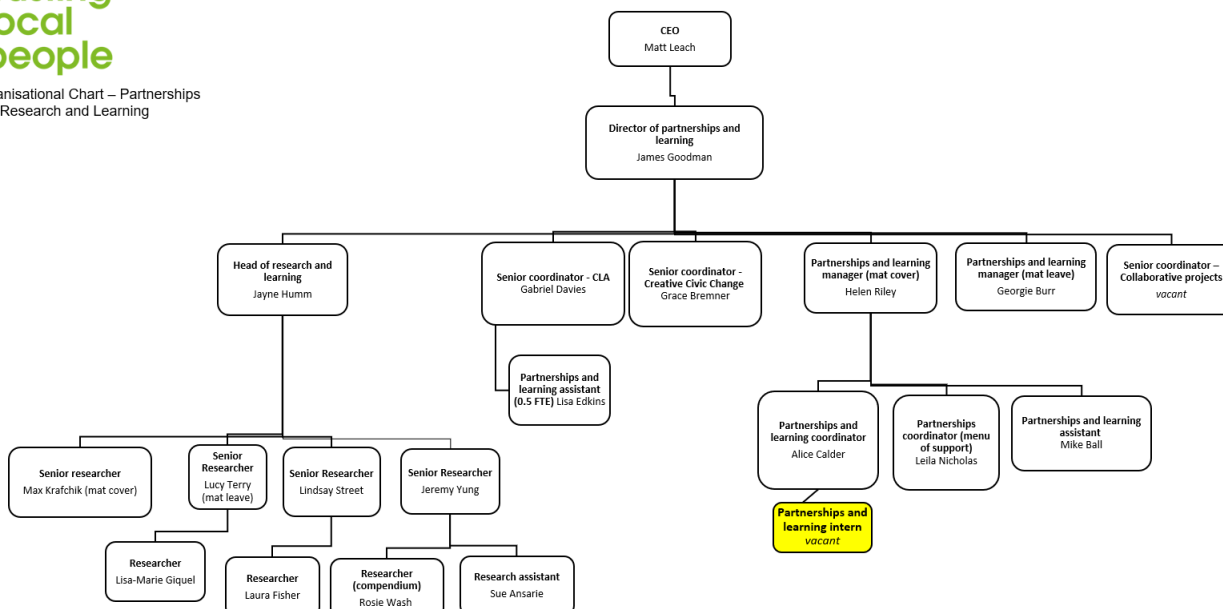 ocal
people
anisational Chart – Partnerships
Research and Learning
CEO
Matt Leach
Director of partnerships and
learning
James Goodman
Head of research and
learning
Jayne Humm
Senior coordinator - CLA
Gabriel Davies
Senior coordinator -
Creative Civic Change
Grace Bremner
Partnerships and learning
manager (mat cover)
Helen Riley
Partnerships and learning
manager (mat leave)
Georgie Burr
Senior coordinator –
Collaborative projects
vacant
Partnerships and
learning assistant
(0.5 FTE) Lisa Edkins
Partnerships and
learning coordinator
Alice Calder
Partnerships
coordinator (menu
of support)
Leila Nicholas
Partnerships and learning
assistant
Mike Ball
Partnerships and
learning intern
vacant
Senior researcher
Max Krafchik (mat cover)
Senior
Researcher
Lucy Terry
(mat leave)
Senior Researcher
Lindsay Street
Senior Researcher
Jeremy Yung
Researcher
Lisa-Marie Giquel
Researcher
Laura Fisher
Researcher
(compendium)
Rosie Wash
Research assistant
Sue Ansarie